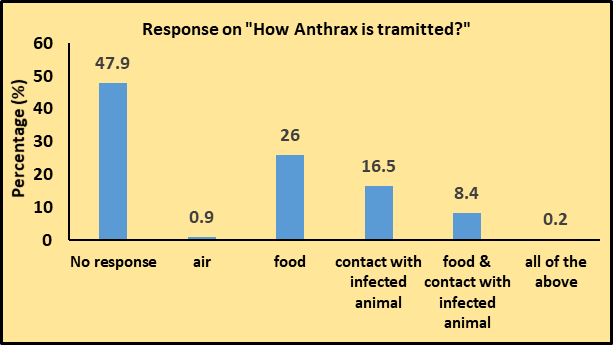 Response on "How Anthrax is tramitted?"
Percentage (%)
60
50
40
30
20
10
0
47.9
0.9
26
16.5
8.4
0.2
No response
air
food
contact with
infected
animal
food &
contact with
infected
animal
all of the
above